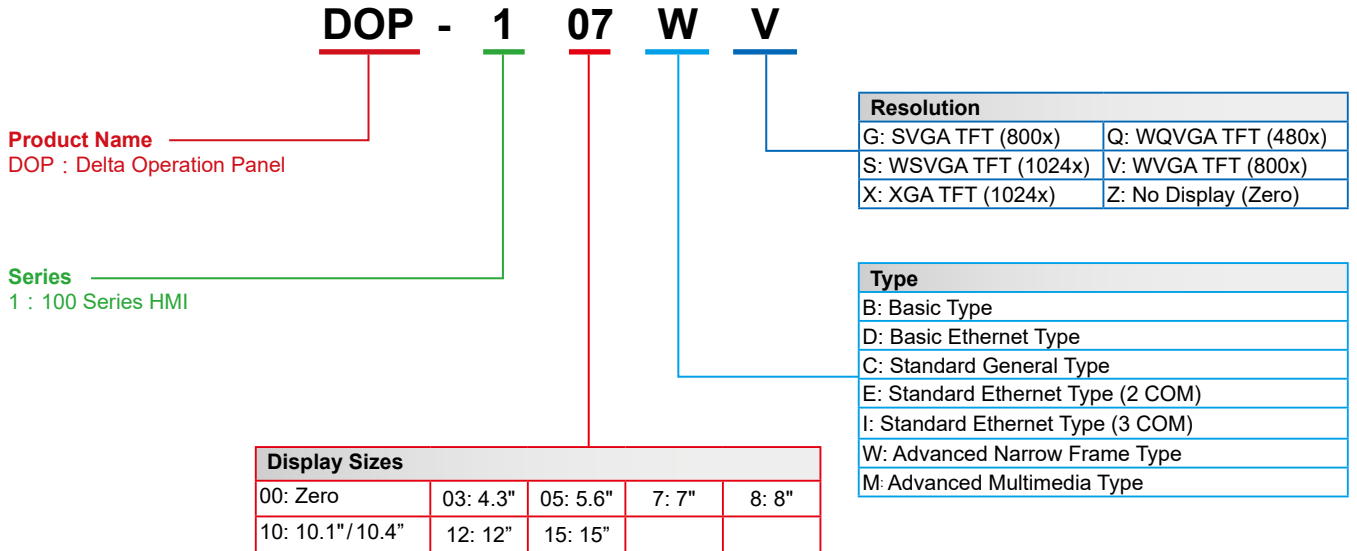 DOP - 1 07 W V
Product Name
DOP：Delta Operation Panel
Series
1：100 Series HMI
Resolution
G: SVGA TFT (800x) Q: WQVGA TFT (480x)
S: WSVGA TFT (1024x) V: WVGA TFT (800x)
X: XGA TFT (1024x) Z: No Display (Zero)
Type
B: Basic Type
D: Basic Ethernet Type
C: Standard General Type
E: Standard Ethernet Type (2 COM)
I: Standard Ethernet Type (3 COM)
W: Advanced Narrow Frame Type
M: Advanced Multimedia Type
Display Sizes
00: Zero 03: 4.3" 05: 5.6" 7: 7" 8: 8"
10: 10.1"/10.4” 12: 12” 15: 15”